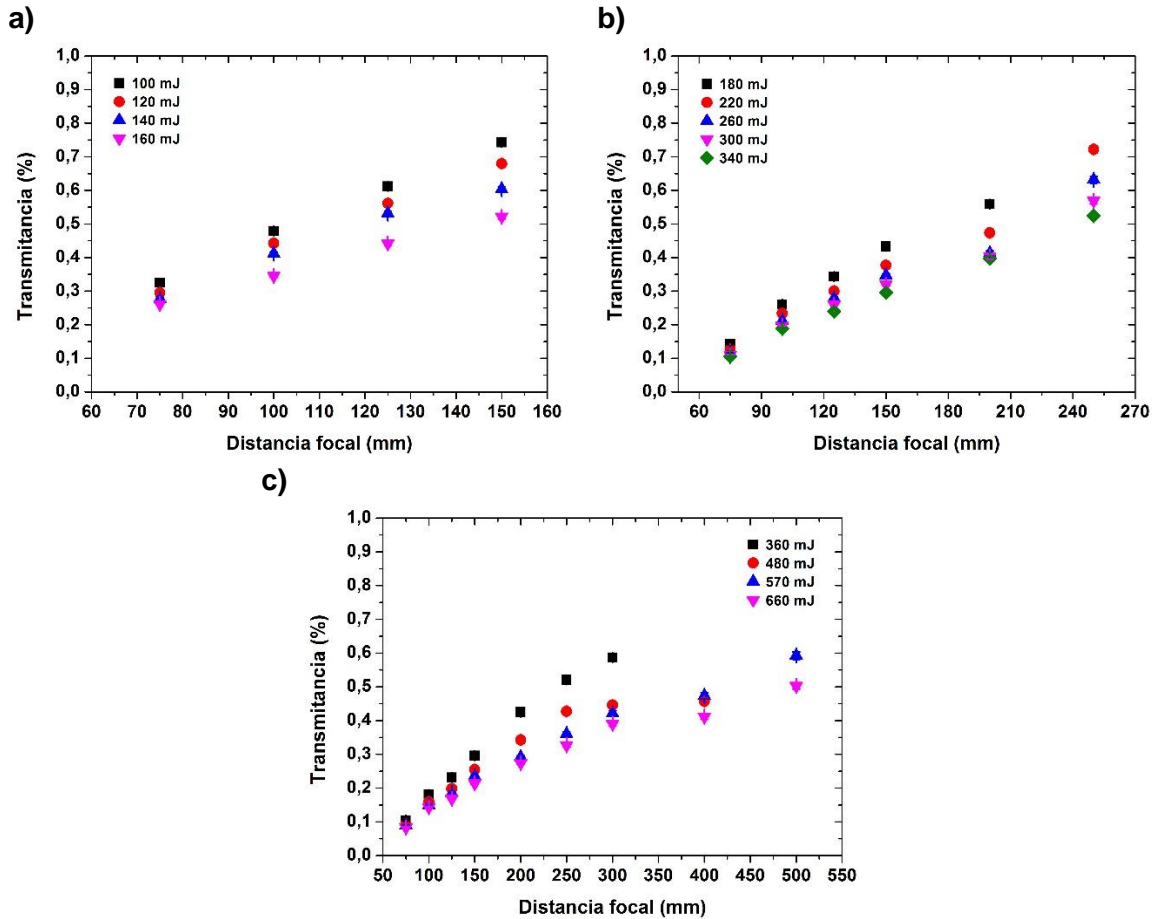 a)
1,0
0,9
0,8
0,7
0,6
0,5
0,4
0,3
0,2
0,1
0,0
Transmitancia (%)
100 mJ
120 mJ
140 mJ
160 mJ
60 70 80 90 100 110 120 130 140 150 160
Distancia focal (mm)
b)
1,0
0,9
0,8
0,7
0,6
0,5
0,4
0,3
0,2
0,1
0,0
Transmitancia (%)
180 mJ
220 mJ
260 mJ
300 mJ
340 mJ
60 90 120 150 180 210 240 270
Distancia focal (mm)
c)
1,0
0,9
0,8
0,7
0,6
0,5
0,4
0,3
0,2
0,1
0,0
Transmitancia (%)
360 mJ
480 mJ
570 mJ
660 mJ
50 100 150 200 250 300 350 400 450 500 550
Distancia focal (mm)